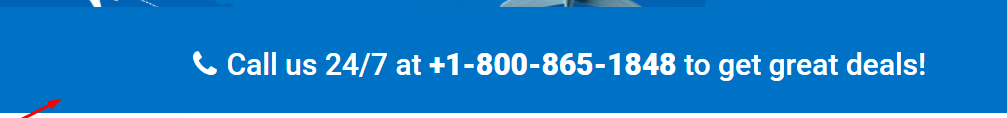 Call us 24/7 at +1-800-865-1848 to get great deals!